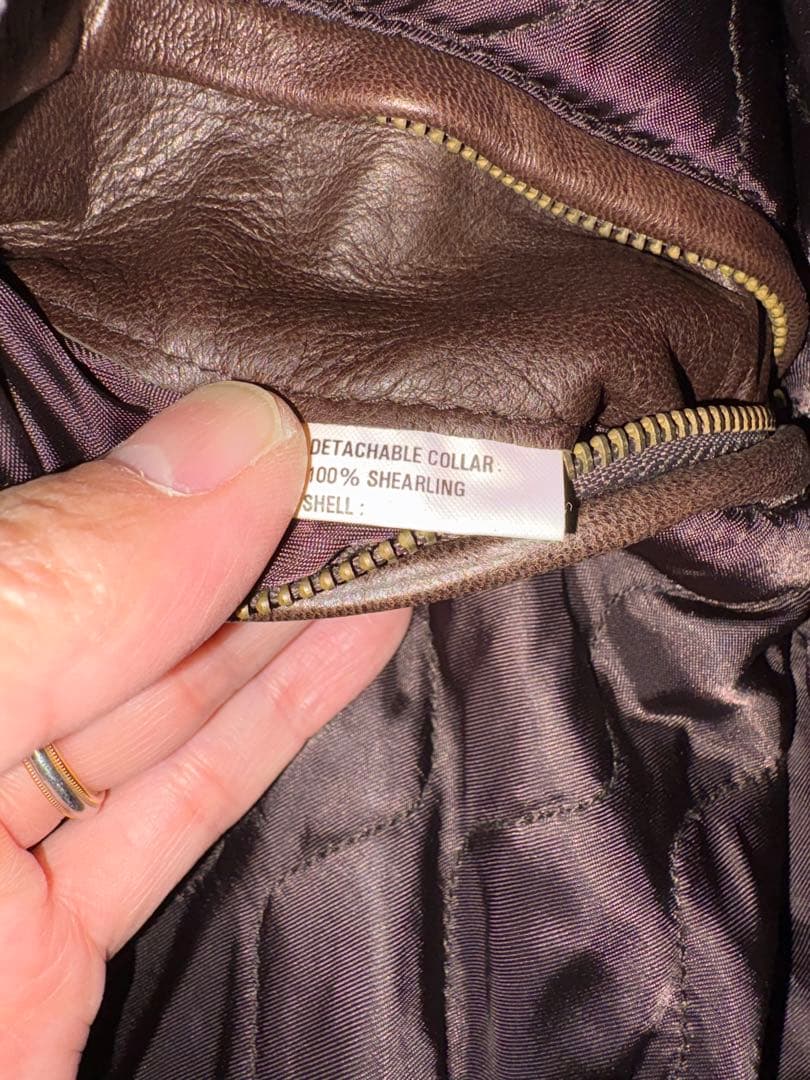 DETACHABLE COLLAR.
100% SHEARLING
SHELL :